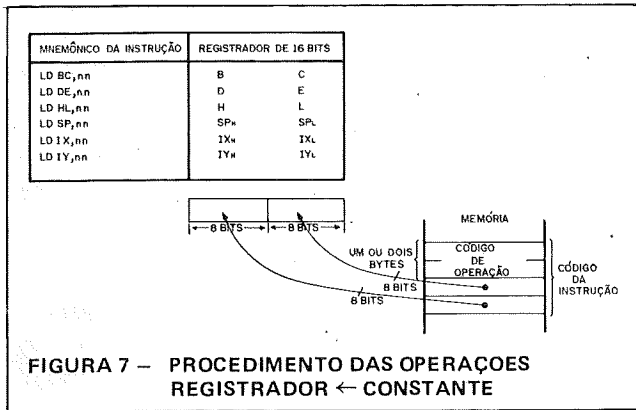 MNEMÔNICO DA INSTRUÇÃO REGISTRADOR DE 16 BITS
LD BC,nn B C
LD DE,nn D E
LD HL,nn H L
LD SP,nn SPH SPL
LD IX,nn IXH IXL
LD IY,nn IYH IYL
8 BITS 8 BITS
MEMÓRIA
UM OU DOIS BYTES
CÓDIGO DE OPERAÇÃO
CÓDIGO DA INSTRUÇÃO
8 BITS
8 BITS
FIGURA 7 – PROCEDIMENTO DAS OPERAÇOES
REGISTRADOR ← CONSTANTE